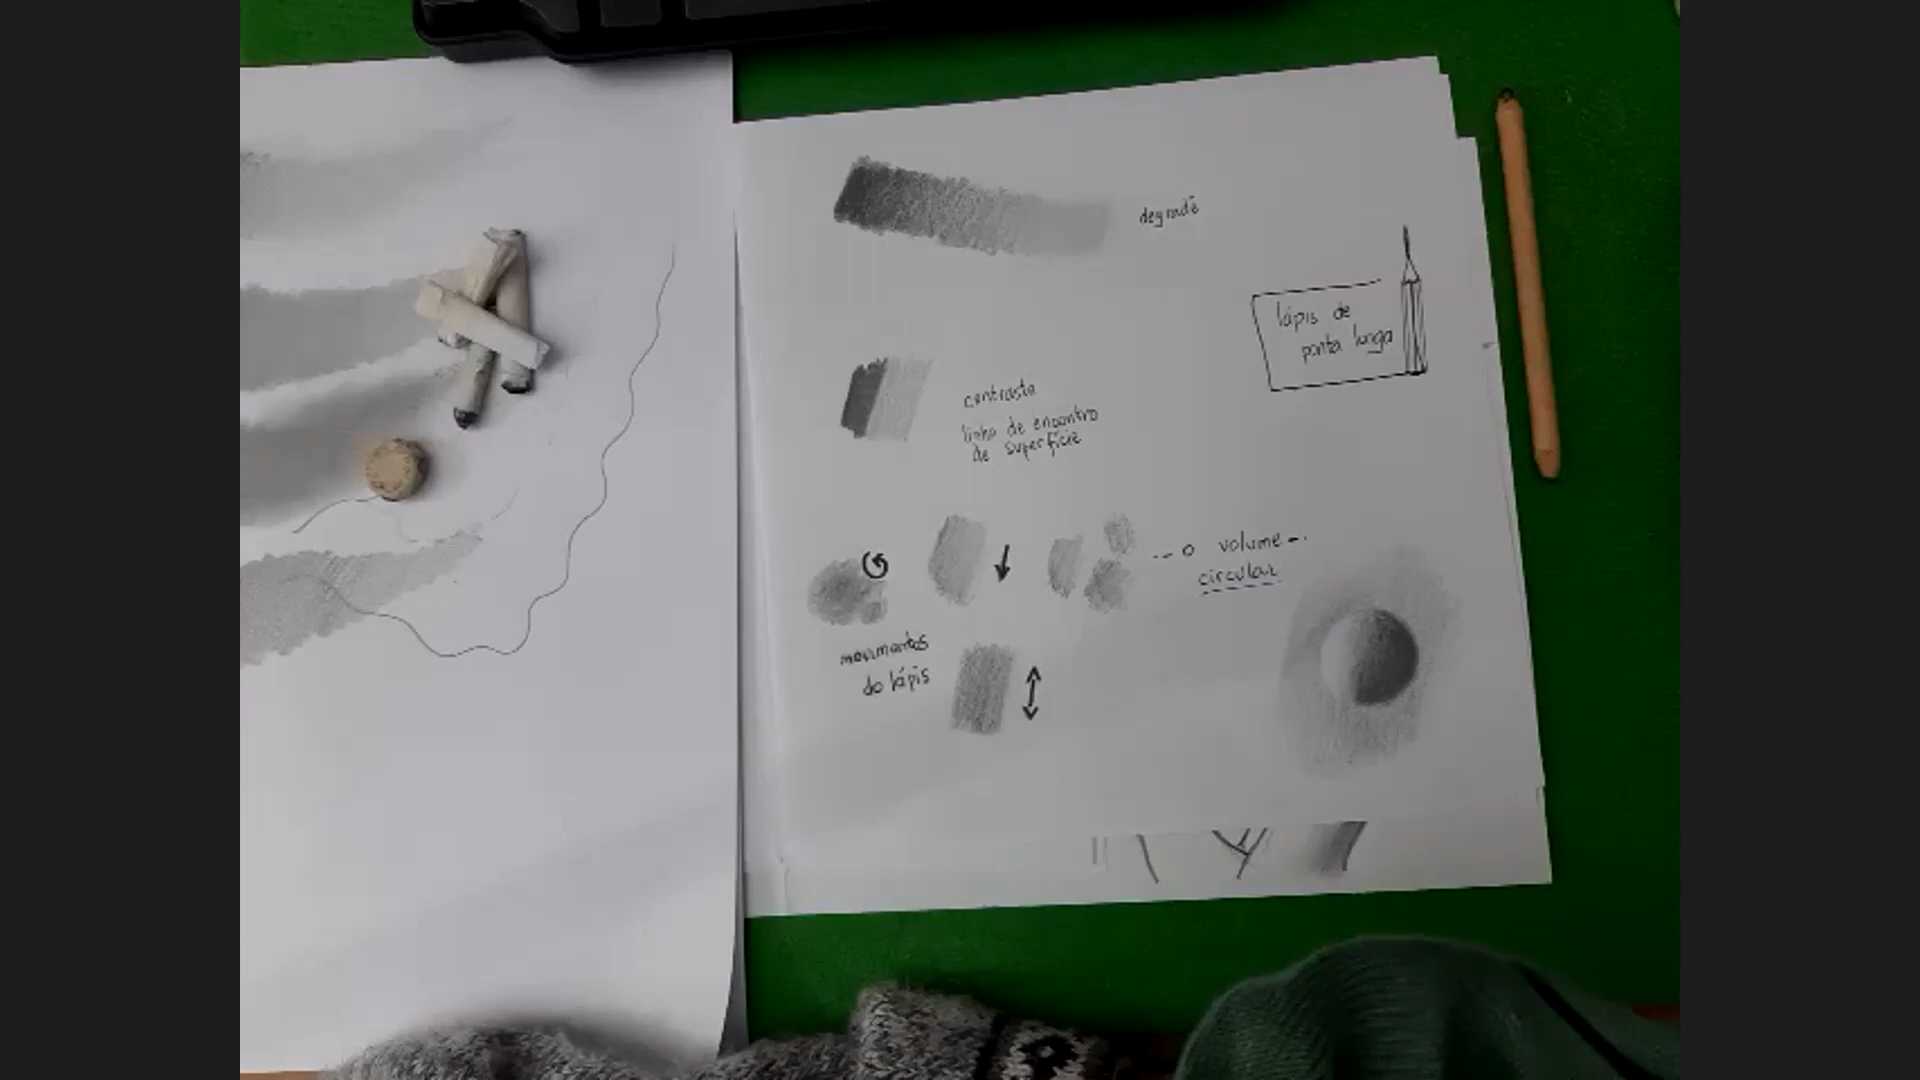 degradê
lápis de
ponta longa
contraste
linha de encontro
de superfície
-- o volume --
circular
movimentos
do lápis